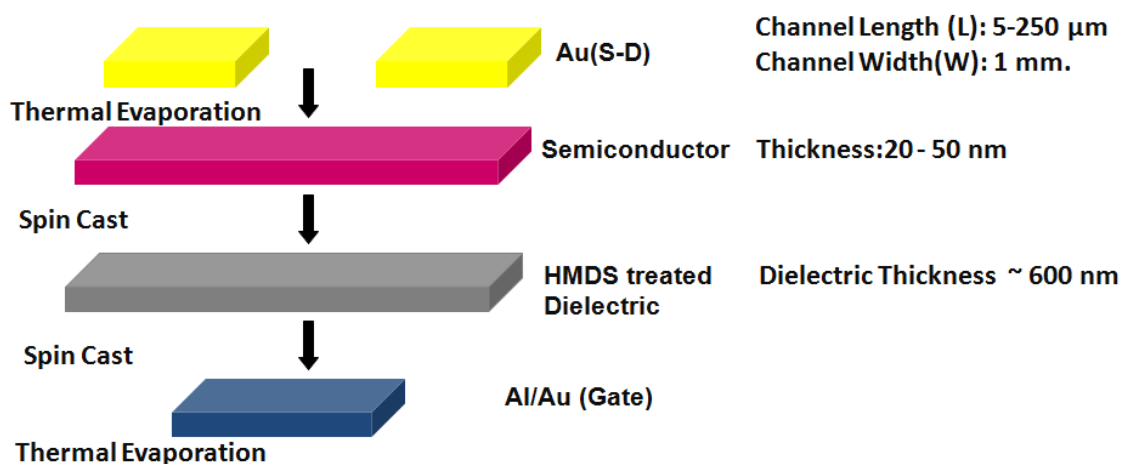 Channel Length (L): 5-250 µm
Au(S-D)
Channel Width(W): 1 mm.
Thermal Evaporation
Semiconductor
Thickness:20 - 50 nm
Spin Cast
HMDS treated
Dielectric
Dielectric Thickness ~ 600 nm
Spin Cast
Al/Au (Gate)
Thermal Evaporation